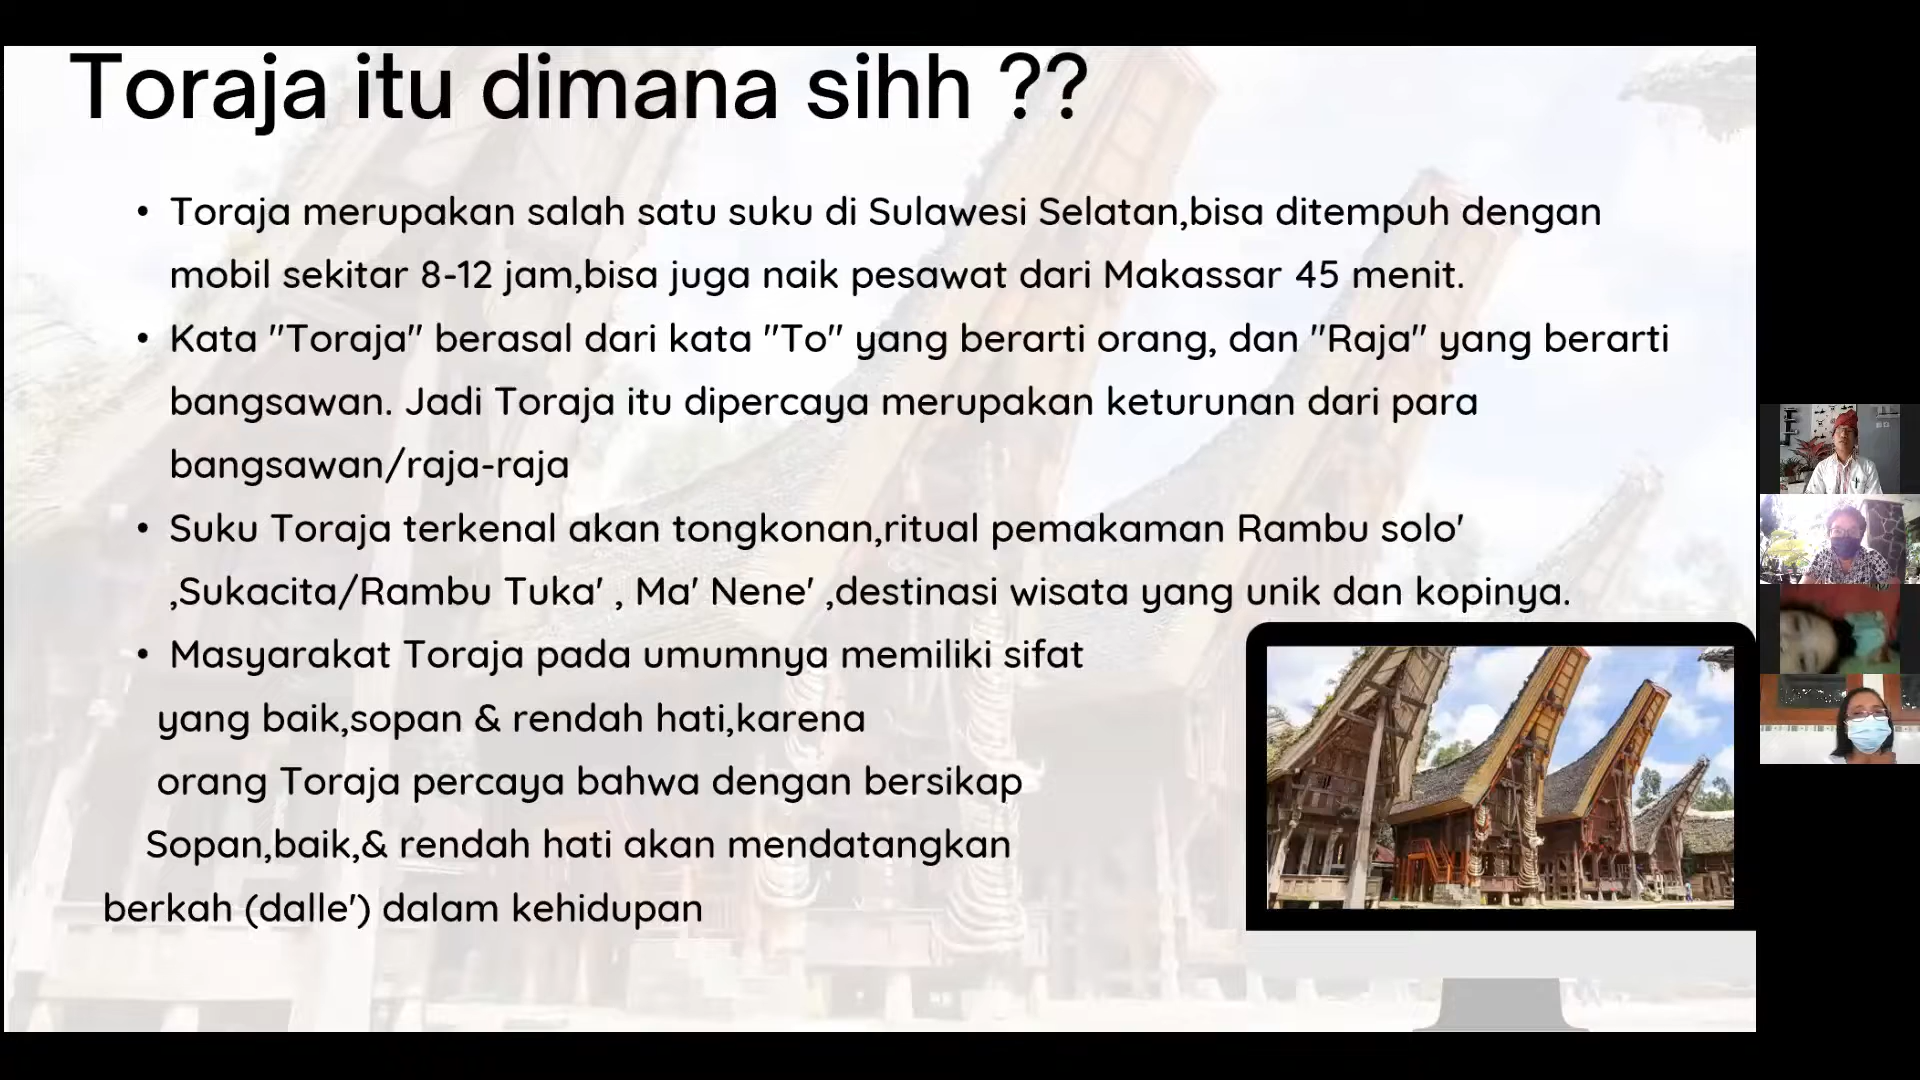 Toraja itu dimana sihh ??
• Toraja merupakan salah satu suku di Sulawesi Selatan,bisa ditempuh dengan
mobil sekitar 8-12 jam,bisa juga naik pesawat dari Makassar 45 menit.
• Kata "Toraja" berasal dari kata "To" yang berarti orang, dan "Raja" yang berarti
bangsawan. Jadi Toraja itu dipercaya merupakan keturunan dari para
bangsawan/raja-raja
• Suku Toraja terkenal akan tongkonan,ritual pemakaman Rambu solo'
,Sukacita/Rambu Tuka' , Ma' Nene' ,destinasi wisata yang unik dan kopinya.
• Masyarakat Toraja pada umumnya memiliki sifat
yang baik,sopan & rendah hati,karena
orang Toraja percaya bahwa dengan bersikap
Sopan,baik,& rendah hati akan mendatangkan
berkah (dalle') dalam kehidupan